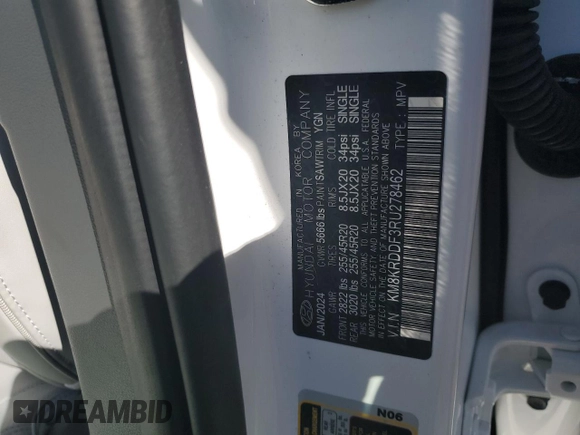 MANUFACTURED IN KOREA BY
HYUNDAI MOTOR COMPANY
JAN/2024 GVWR 5666 lbs PAINT SAW TRIM YGN
GAWR TIRES RIMS COLD TIRE INFL
FRONT 2822 lbs 255/45R20 8.5JX20 34psi SINGLE
REAR 3020 lbs 255/45R20 8.5JX20 34psi SINGLE
THIS VEHICLE CONFORMS TO ALL APPLICABLE U.S.A. FEDERAL
MOTOR VEHICLE SAFETY, AND THEFT PREVENTION STANDARDS
IN EFFECT ON THE DATE OF MANUFACTURE SHOWN ABOVE.
V.I.N : KM8KRDDF3RU278462 TYPE : MPV
N06
DREAMBID